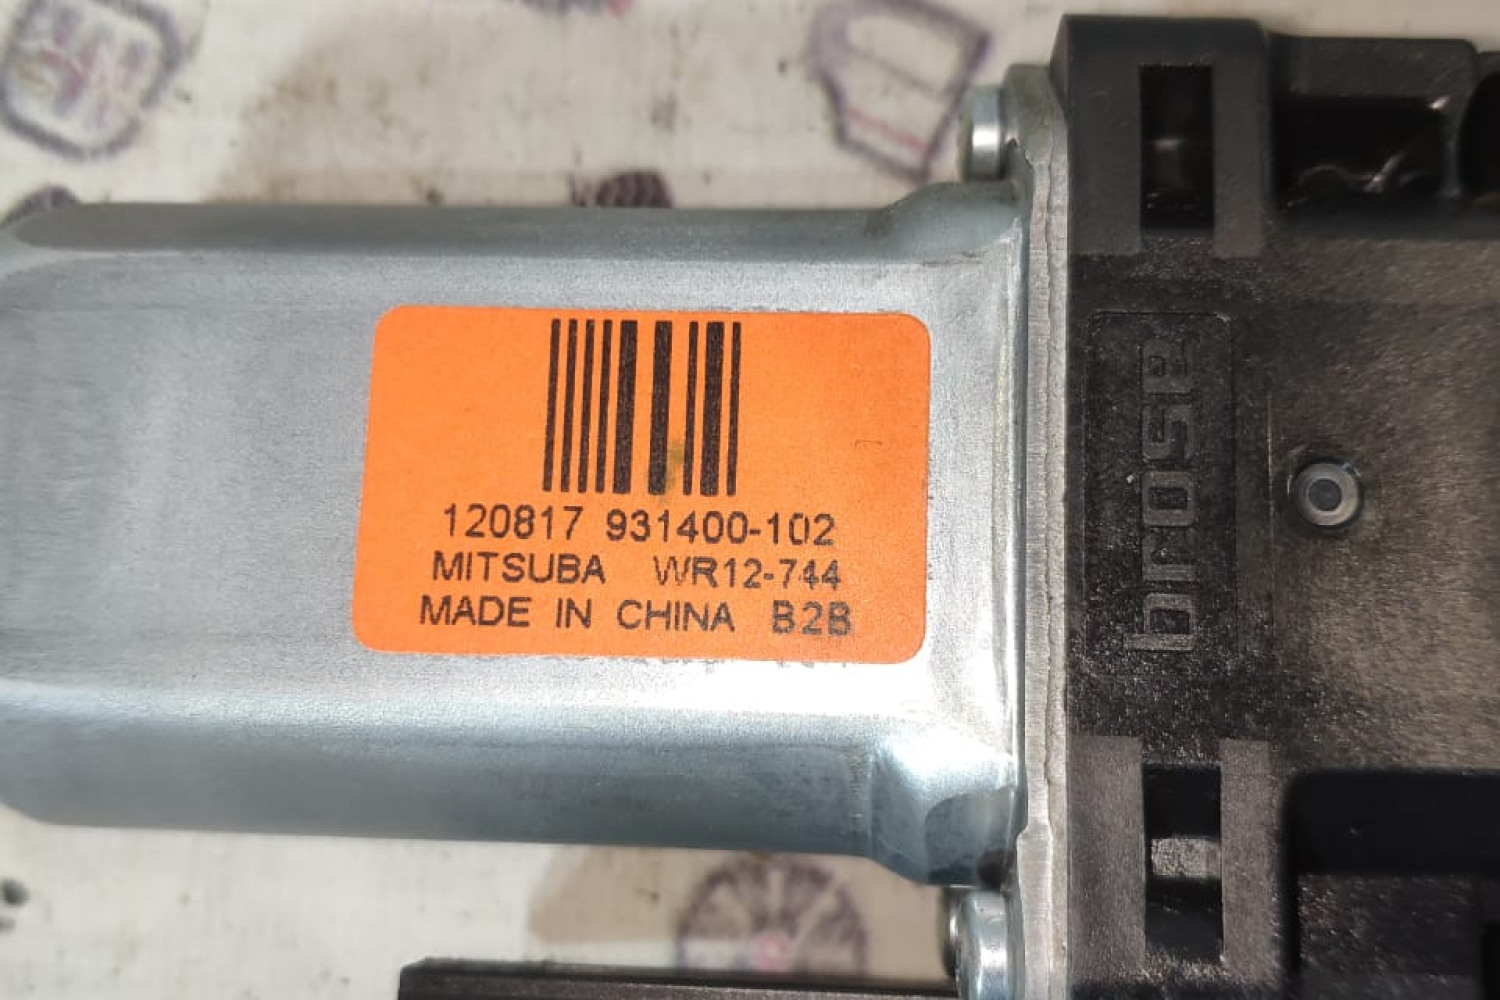 120817 931400-102
MITSUBA WR12-744
MADE IN CHINA B2B
brose